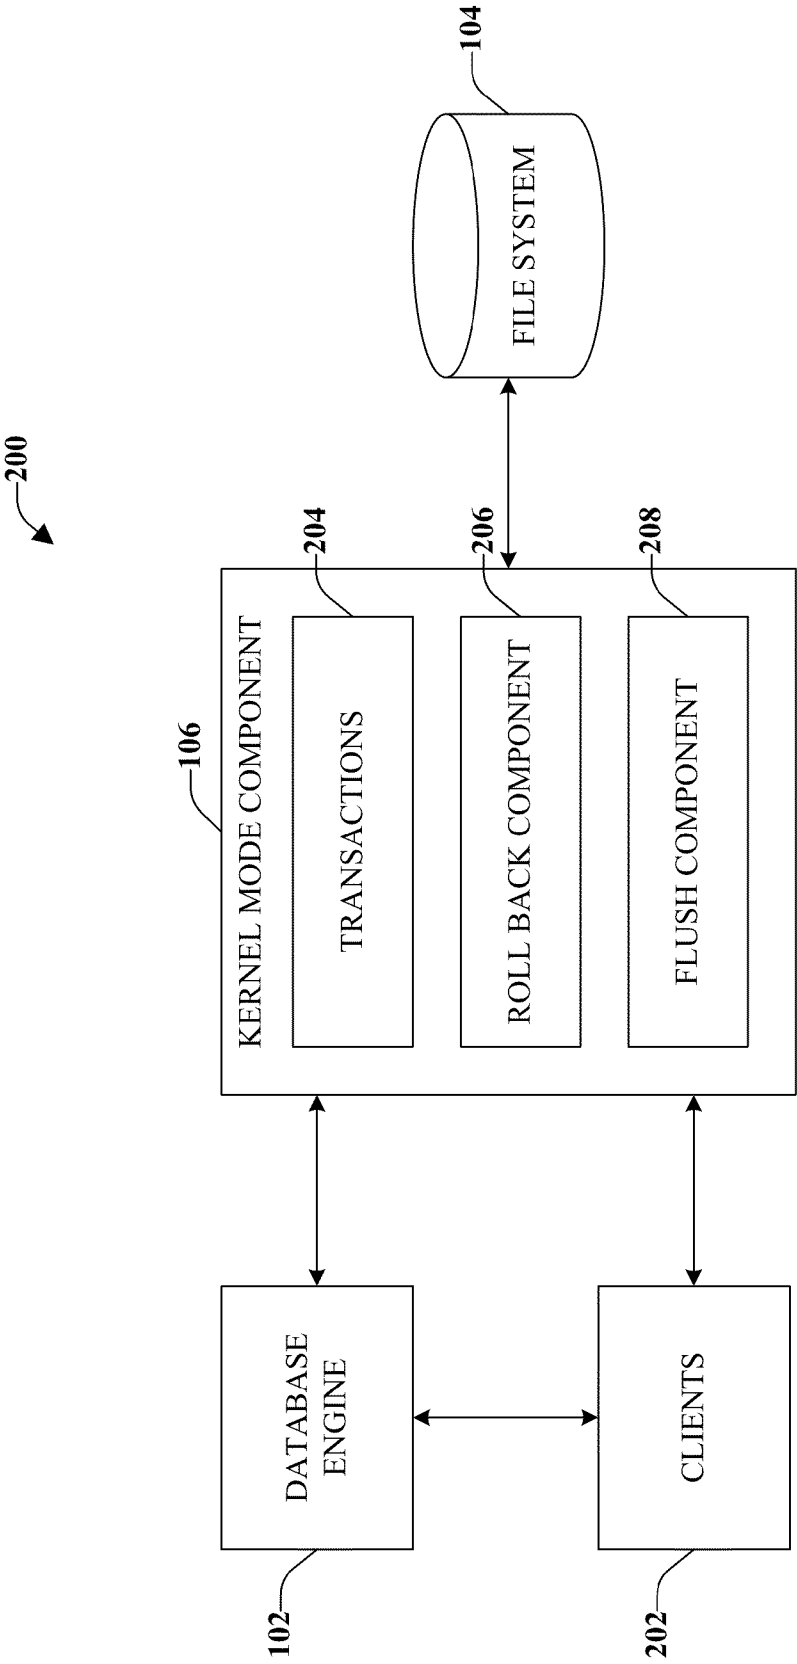 200
106
KERNEL MODE COMPONENT
102
DATABASE
ENGINE
TRANSACTIONS
204
104
FILE SYSTEM
ROLL BACK COMPONENT
206
202
CLIENTS
FLUSH COMPONENT
208